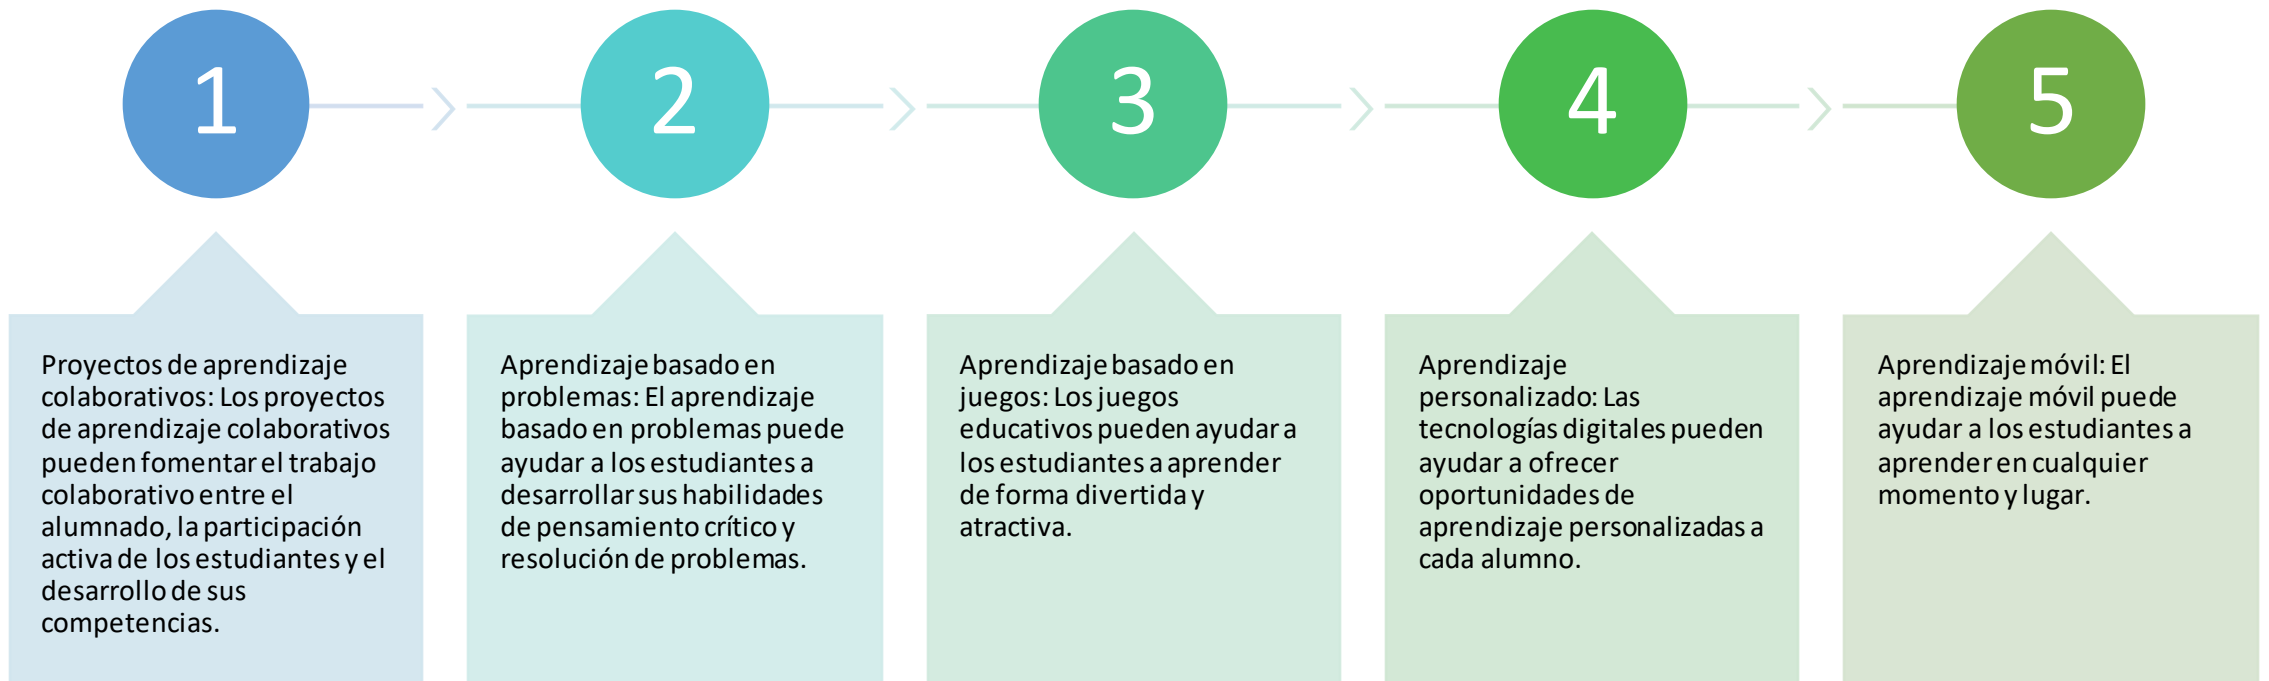 1
2
3
4
5
Proyectos de aprendizaje
colaborativos: Los proyectos
de aprendizaje colaborativos
pueden fomentar el trabajo
colaborativo entre el
alumnado, la participación
activa de los estudiantes y el
desarrollo de sus
competencias.
Aprendizaje basado en
problemas: El aprendizaje
basado en problemas puede
ayudar a los estudiantes a
desarrollar sus habilidades
de pensamiento crítico y
resolución de problemas.
Aprendizaje basado en
juegos: Los juegos
educativos pueden ayudar a
los estudiantes a aprender
de forma divertida y
atractiva.
Aprendizaje
personalizado: Las
tecnologías digitales pueden
ayudar a ofrecer
oportunidades de
aprendizaje personalizadas a
cada alumno.
Aprendizaje móvil: El
aprendizaje móvil puede
ayudar a los estudiantes a
aprender en cualquier
momento y lugar.